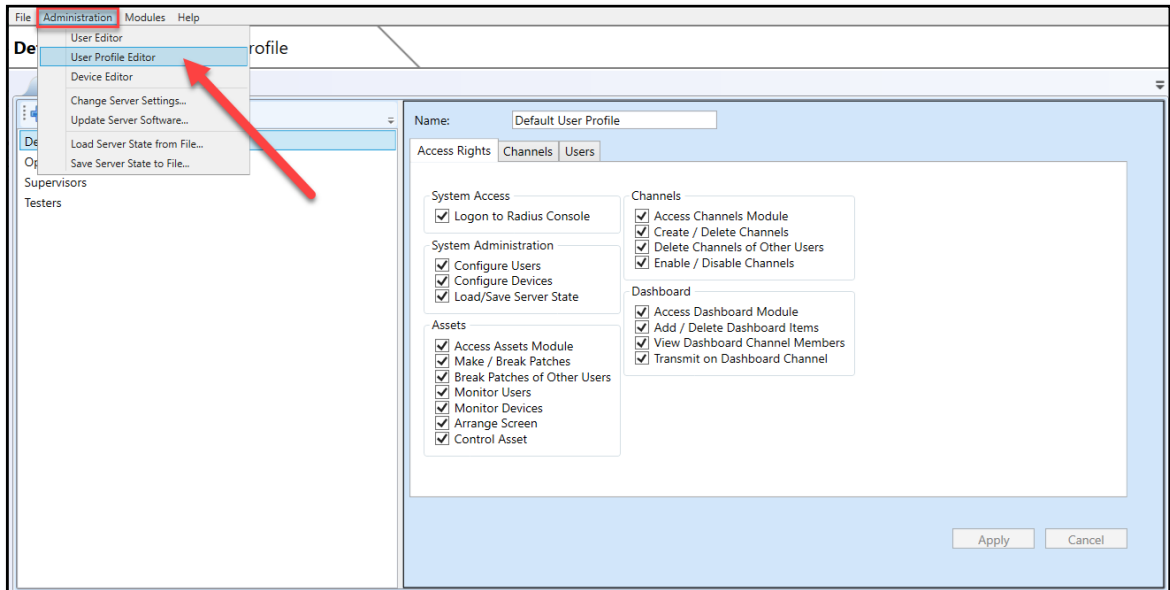 File Administration Modules Help
User Editor
De rofile
User Profile Editor
Device Editor
Change Server Settings...
Update Server Software...
Load Server State from File...
Save Server State to File...
De
Op
Supervisors
Testers
Name: Default User Profile
Access Rights Channels Users
System Access
Logon to Radius Console
System Administration
Configure Users
Configure Devices
Load/Save Server State
Assets
Access Assets Module
Make / Break Patches
Break Patches of Other Users
Monitor Users
Monitor Devices
Arrange Screen
Control Asset
Channels
Access Channels Module
Create / Delete Channels
Delete Channels of Other Users
Enable / Disable Channels
Dashboard
Access Dashboard Module
Add / Delete Dashboard Items
View Dashboard Channel Members
Transmit on Dashboard Channel
Apply Cancel